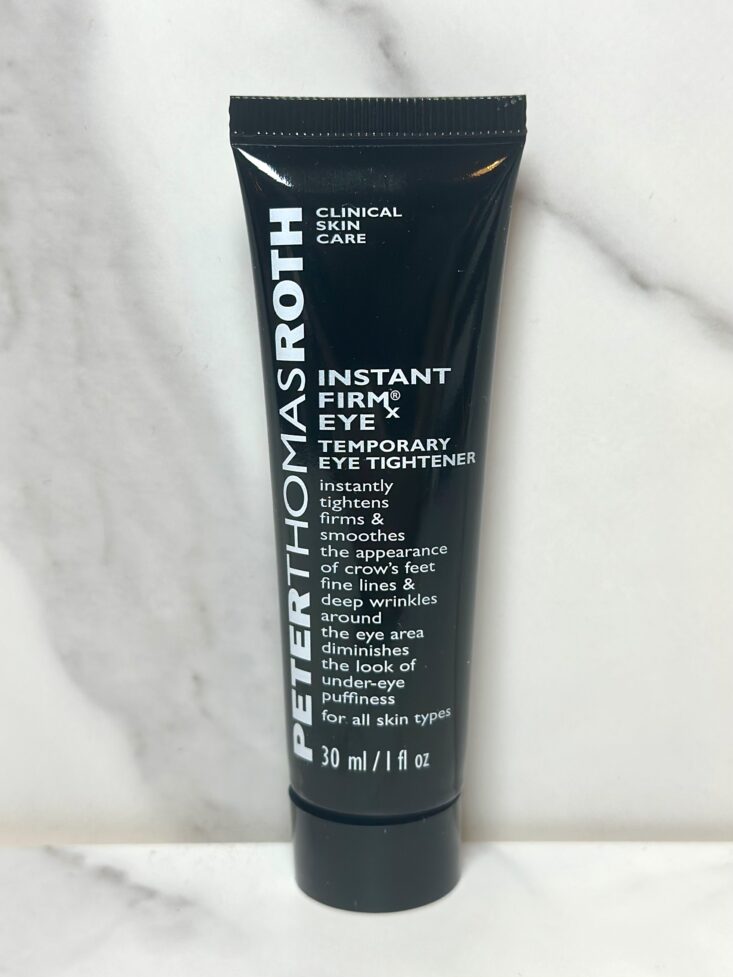 PETERTHOMASROTH
CLINICAL
SKIN
CARE
INSTANT
FIRMx®
EYE
TEMPORARY
EYE TIGHTENER
instantly
tightens
firms &
smoothes
the appearance
of crow's feet
fine lines &
deep wrinkles
around
the eye area
diminishes
the look of
under-eye
puffiness
for all skin types
30 ml / 1 fl oz